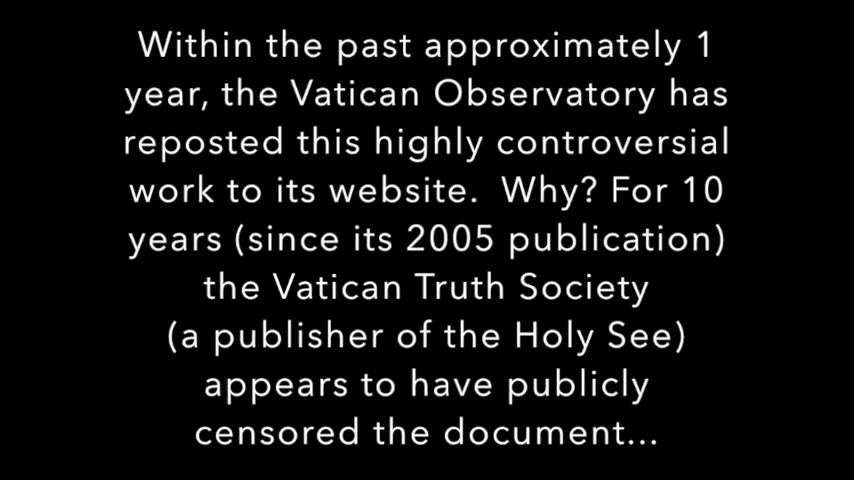 Within the past approximately 1
year, the Vatican Observatory has
reposted this highly controversial
work to its website.  Why? For 10
years (since its 2005 publication)
the Vatican Truth Society
(a publisher of the Holy See)
appears to have publicly
censored the document...